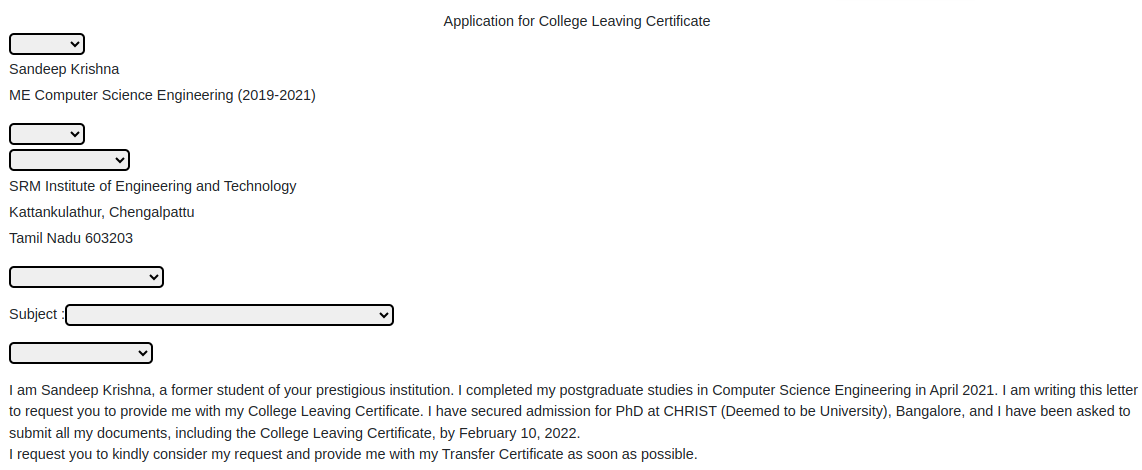 Application for College Leaving Certificate
Sandeep Krishna
ME Computer Science Engineering (2019-2021)
SRM Institute of Engineering and Technology
Kattankulathur, Chengalpattu
Tamil Nadu 603203
Subject :
I am Sandeep Krishna, a former student of your prestigious institution. I completed my postgraduate studies in Computer Science Engineering in April 2021. I am writing this letter
to request you to provide me with my College Leaving Certificate. I have secured admission for PhD at CHRIST (Deemed to be University), Bangalore, and I have been asked to
submit all my documents, including the College Leaving Certificate, by February 10, 2022.
I request you to kindly consider my request and provide me with my Transfer Certificate as soon as possible.